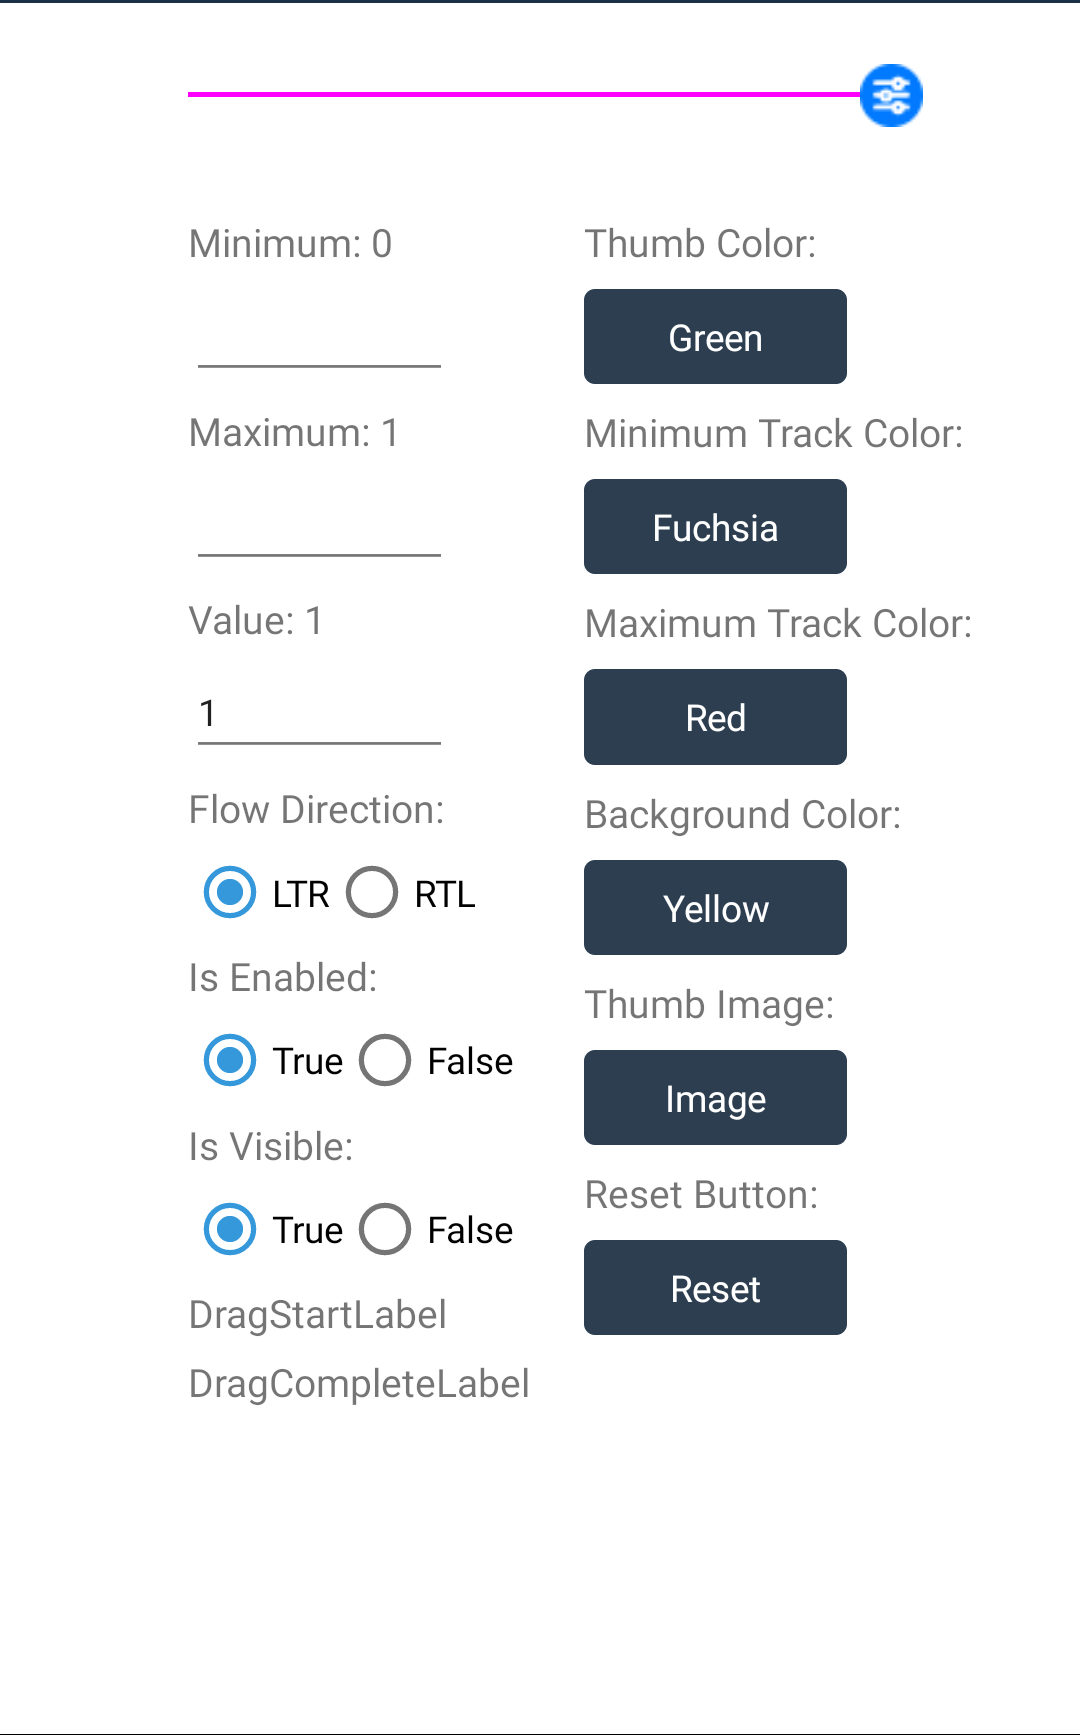 Minimum: 0
Maximum: 1
Value: 1
1
Flow Direction:
LTR RTL
Is Enabled:
True False
Is Visible:
True False
DragStartLabel
DragCompleteLabel
Thumb Color:
Green
Minimum Track Color:
Fuchsia
Maximum Track Color:
Red
Background Color:
Yellow
Thumb Image:
Image
Reset Button:
Reset